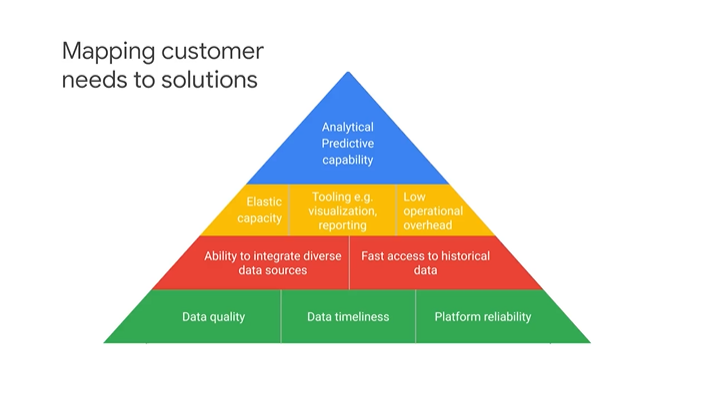 Mapping customer
needs to solutions
Analytical
Predictive
capability
Elastic
capacity
Tooling e.g.
visualization,
reporting
Low
operational
overhead
Ability to integrate diverse
data sources
Fast access to historical
data
Data quality
Data timeliness
Platform reliability